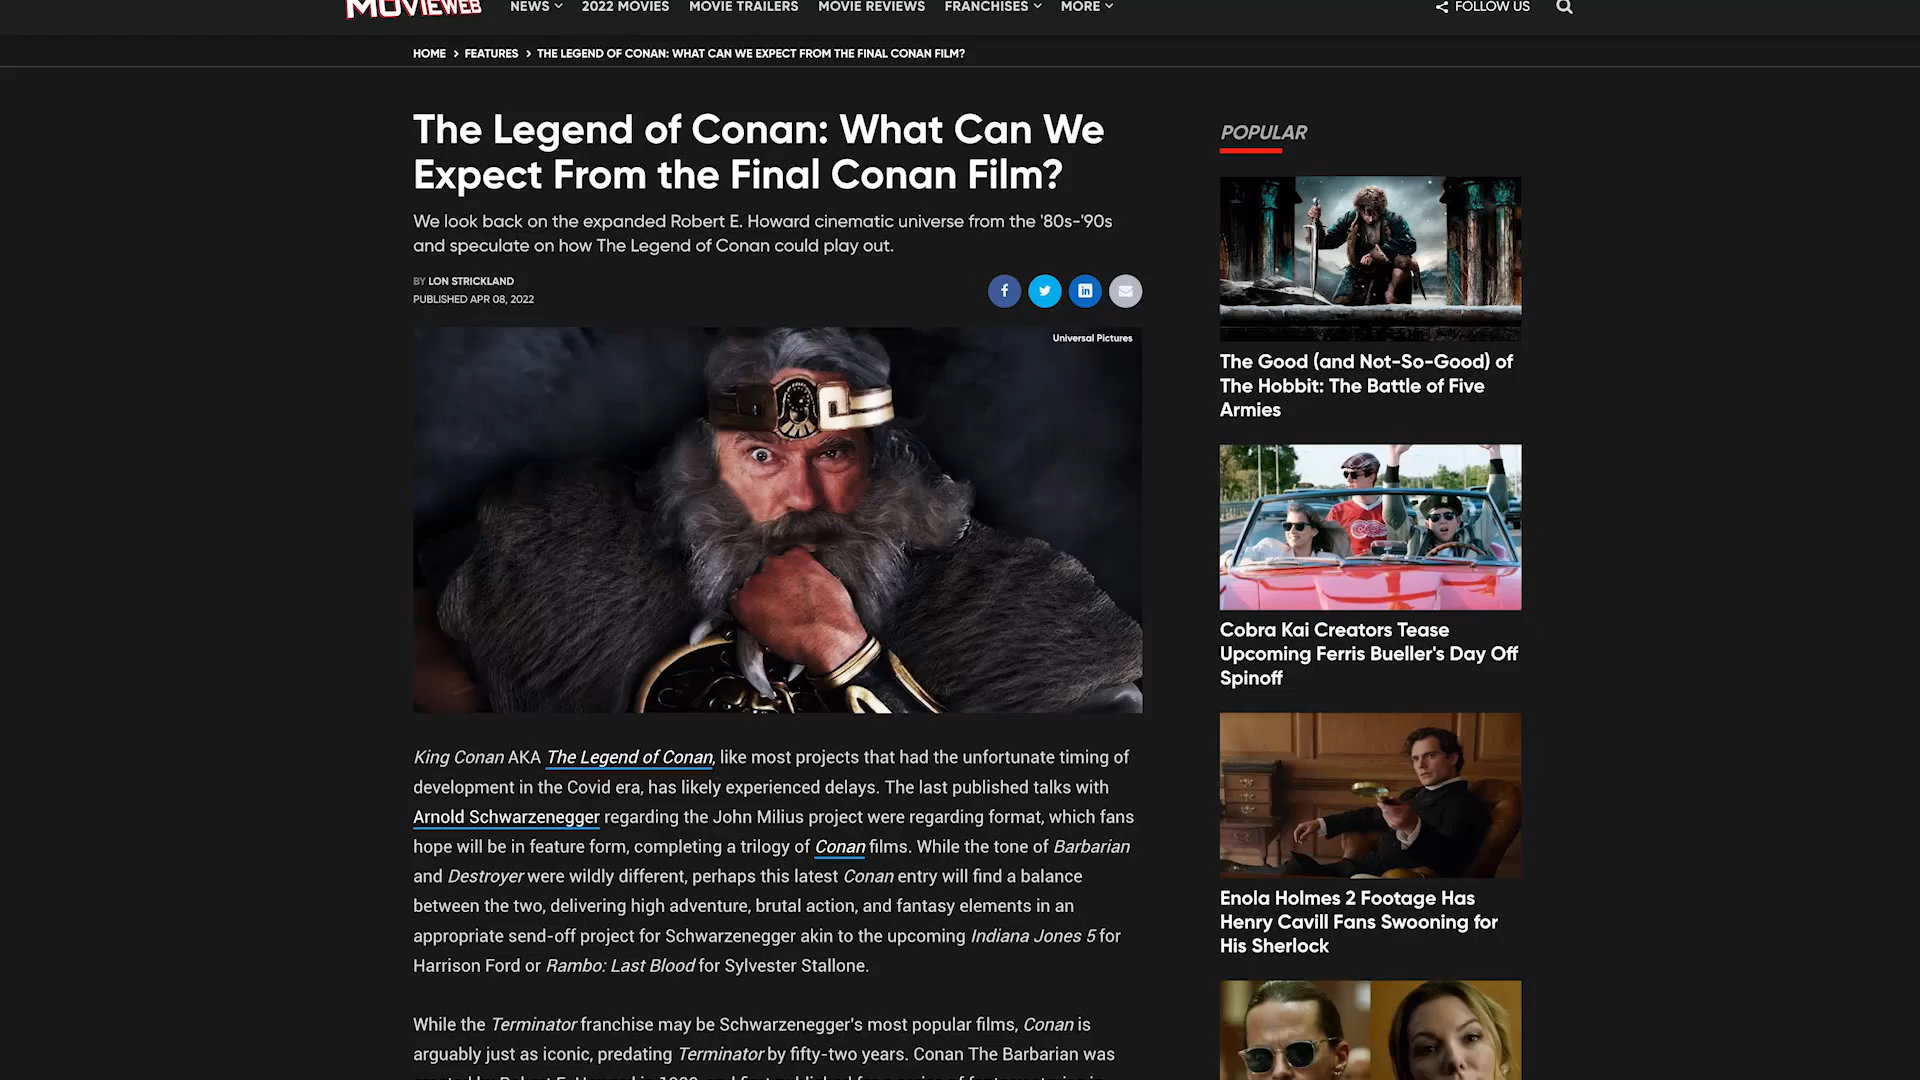 MOVIEWEB
NEWS 2022 MOVIES MOVIE TRAILERS MOVIE REVIEWS FRANCHISES MORE FOLLOW US
HOME > FEATURES > THE LEGEND OF CONAN: WHAT CAN WE EXPECT FROM THE FINAL CONAN FILM?
The Legend of Conan: What Can We
Expect From the Final Conan Film?
We look back on the expanded Robert E. Howard cinematic universe from the '80s-'90s
and speculate on how The Legend of Conan could play out.
BY LON STRICKLAND
PUBLISHED APR 08, 2022
Universal Pictures
King Conan AKA The Legend of Conan, like most projects that had the unfortunate timing of
development in the Covid era, has likely experienced delays. The last published talks with
Arnold Schwarzenegger regarding the John Milius project were regarding format, which fans
hope will be in feature form, completing a trilogy of Conan films. While the tone of Barbarian
and Destroyer were wildly different, perhaps this latest Conan entry will find a balance
between the two, delivering high adventure, brutal action, and fantasy elements in an
appropriate send-off project for Schwarzenegger akin to the upcoming Indiana Jones 5 for
Harrison Ford or Rambo: Last Blood for Sylvester Stallone.
While the Terminator franchise may be Schwarzenegger's most popular films, Conan is
arguably just as iconic, predating Terminator by fifty-two years. Conan The Barbarian was
POPULAR
The Good (and Not-So-Good) of
The Hobbit: The Battle of Five
Armies
Cobra Kai Creators Tease
Upcoming Ferris Bueller's Day Off
Spinoff
Enola Holmes 2 Footage Has
Henry Cavill Fans Swooning for
His Sherlock